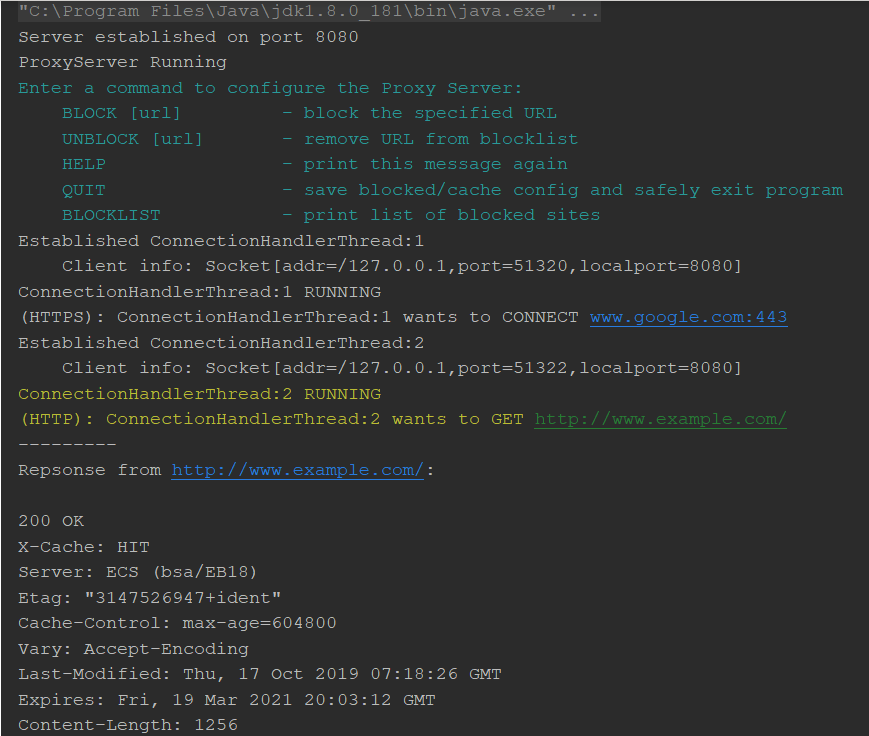 "C:\Program Files\Java\jdk1.8.0_181\bin\java.exe" ...
Server established on port 8080
ProxyServer Running
Enter a command to configure the Proxy Server:
    BLOCK [url]         - block the specified URL
    UNBLOCK [url]       - remove URL from blocklist
    HELP                - print this message again
    QUIT                - save blocked/cache config and safely exit program
    BLOCKLIST           - print list of blocked sites
Established ConnectionHandlerThread:1
    Client info: Socket[addr=/127.0.0.1,port=51320,localport=8080]
ConnectionHandlerThread:1 RUNNING
(HTTPS): ConnectionHandlerThread:1 wants to CONNECT www.google.com:443
Established ConnectionHandlerThread:2
    Client info: Socket[addr=/127.0.0.1,port=51322,localport=8080]
ConnectionHandlerThread:2 RUNNING
(HTTP): ConnectionHandlerThread:2 wants to GET http://www.example.com/
---------
Repsonse from http://www.example.com/:

200 OK
X-Cache: HIT
Server: ECS (bsa/EB18)
Etag: "3147526947+ident"
Cache-Control: max-age=604800
Vary: Accept-Encoding
Last-Modified: Thu, 17 Oct 2019 07:18:26 GMT
Expires: Fri, 19 Mar 2021 20:03:12 GMT
Content-Length: 1256